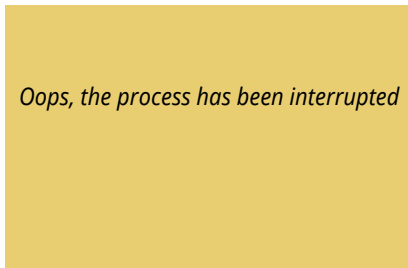 Oops, the process has been interrupted